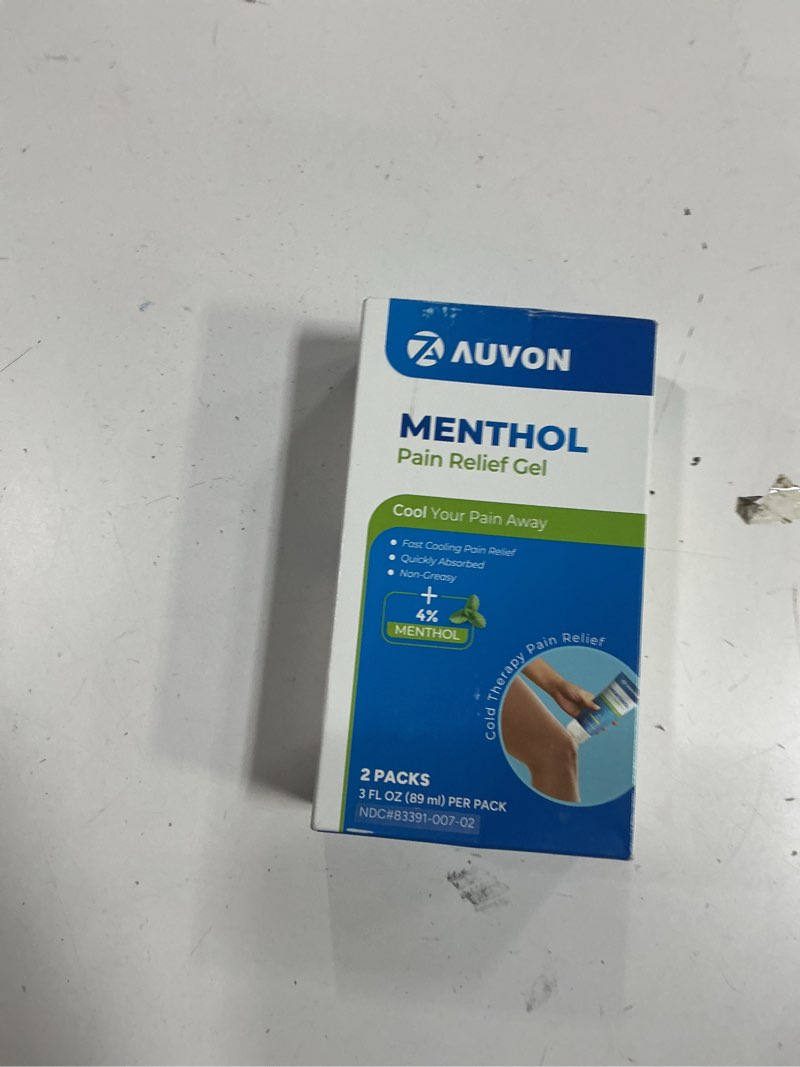 AUVON
MENTHOL
Pain Relief Gel
Cool Your Pain Away
• Fast Cooling Pain Relief
• Quickly Absorbed
• Non-Greasy
+
4%
MENTHOL
Cold Therapy Pain Relief
2 PACKS
3 FL OZ (89 ml) PER PACK
NDC#83391-007-02